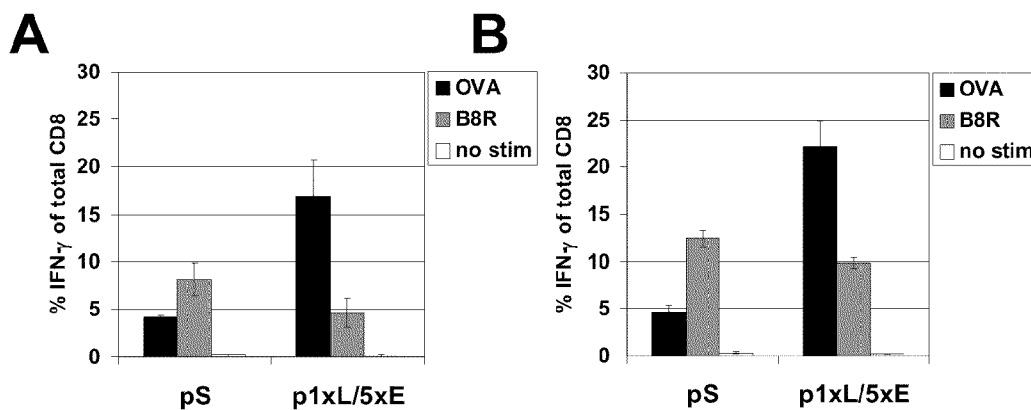 A
% IFN-γ of total CD8
30
25
20
15
10
5
0
OVA
B8R
no stim
pS
p1xL/5xE
B
% IFN-γ of total CD8
30
25
20
15
10
5
0
OVA
B8R
no stim
pS
p1xL/5xE